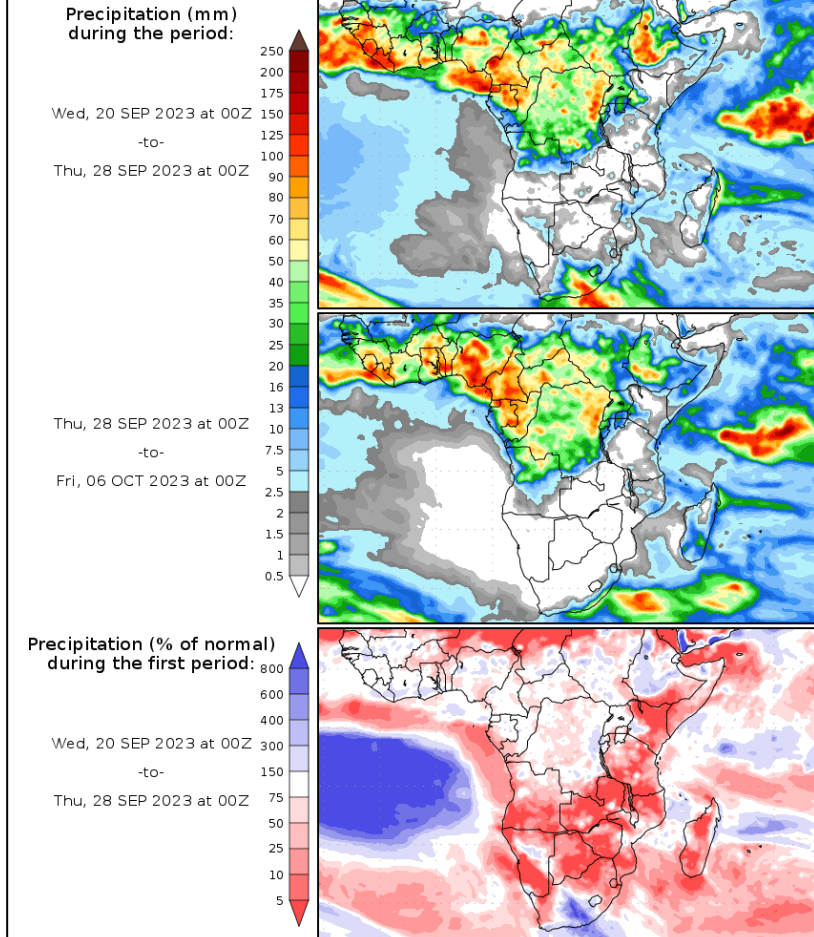 Precipitation (mm)
during the period:
Wed, 20 SEP 2023 at 00Z
-to-
Thu, 28 SEP 2023 at 00Z
250
200
175
150
125
100
90
80
70
60
50
40
35
30
25
20
16
13
10
7.5
5
2.5
2
1.5
1
0.5
Thu, 28 SEP 2023 at 00Z
-to-
Fri, 06 OCT 2023 at 00Z
Precipitation (% of normal)
during the first period:
Wed, 20 SEP 2023 at 00Z
-to-
Thu, 28 SEP 2023 at 00Z
800
600
400
300
150
75
50
25
10
5